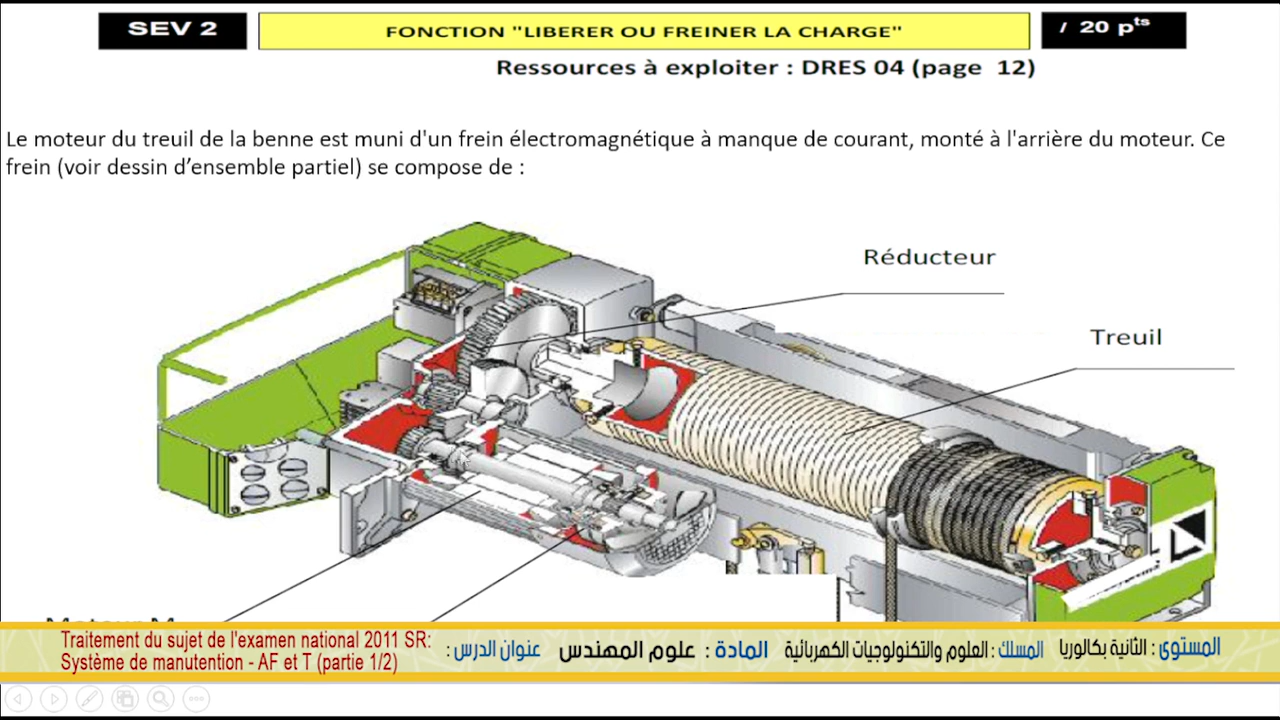 SEV 2
FONCTION "LIBERER OU FREINER LA CHARGE"
/ 20 pts
Ressources à exploiter : DRES 04 (page 12)
Le moteur du treuil de la benne est muni d'un frein électromagnétique à manque de courant, monté à l'arrière du moteur. Ce
frein (voir dessin d’ensemble partiel) se compose de :
Réducteur
Treuil
المستوى : الثانية بكالوريا المسلك : العلوم والتكنولوجيات الكهربائية المادة : علوم المهندس عنوان الدرس :
Traitement du sujet de l'examen national 2011 SR:
Système de manutention - AF et T (partie 1/2)